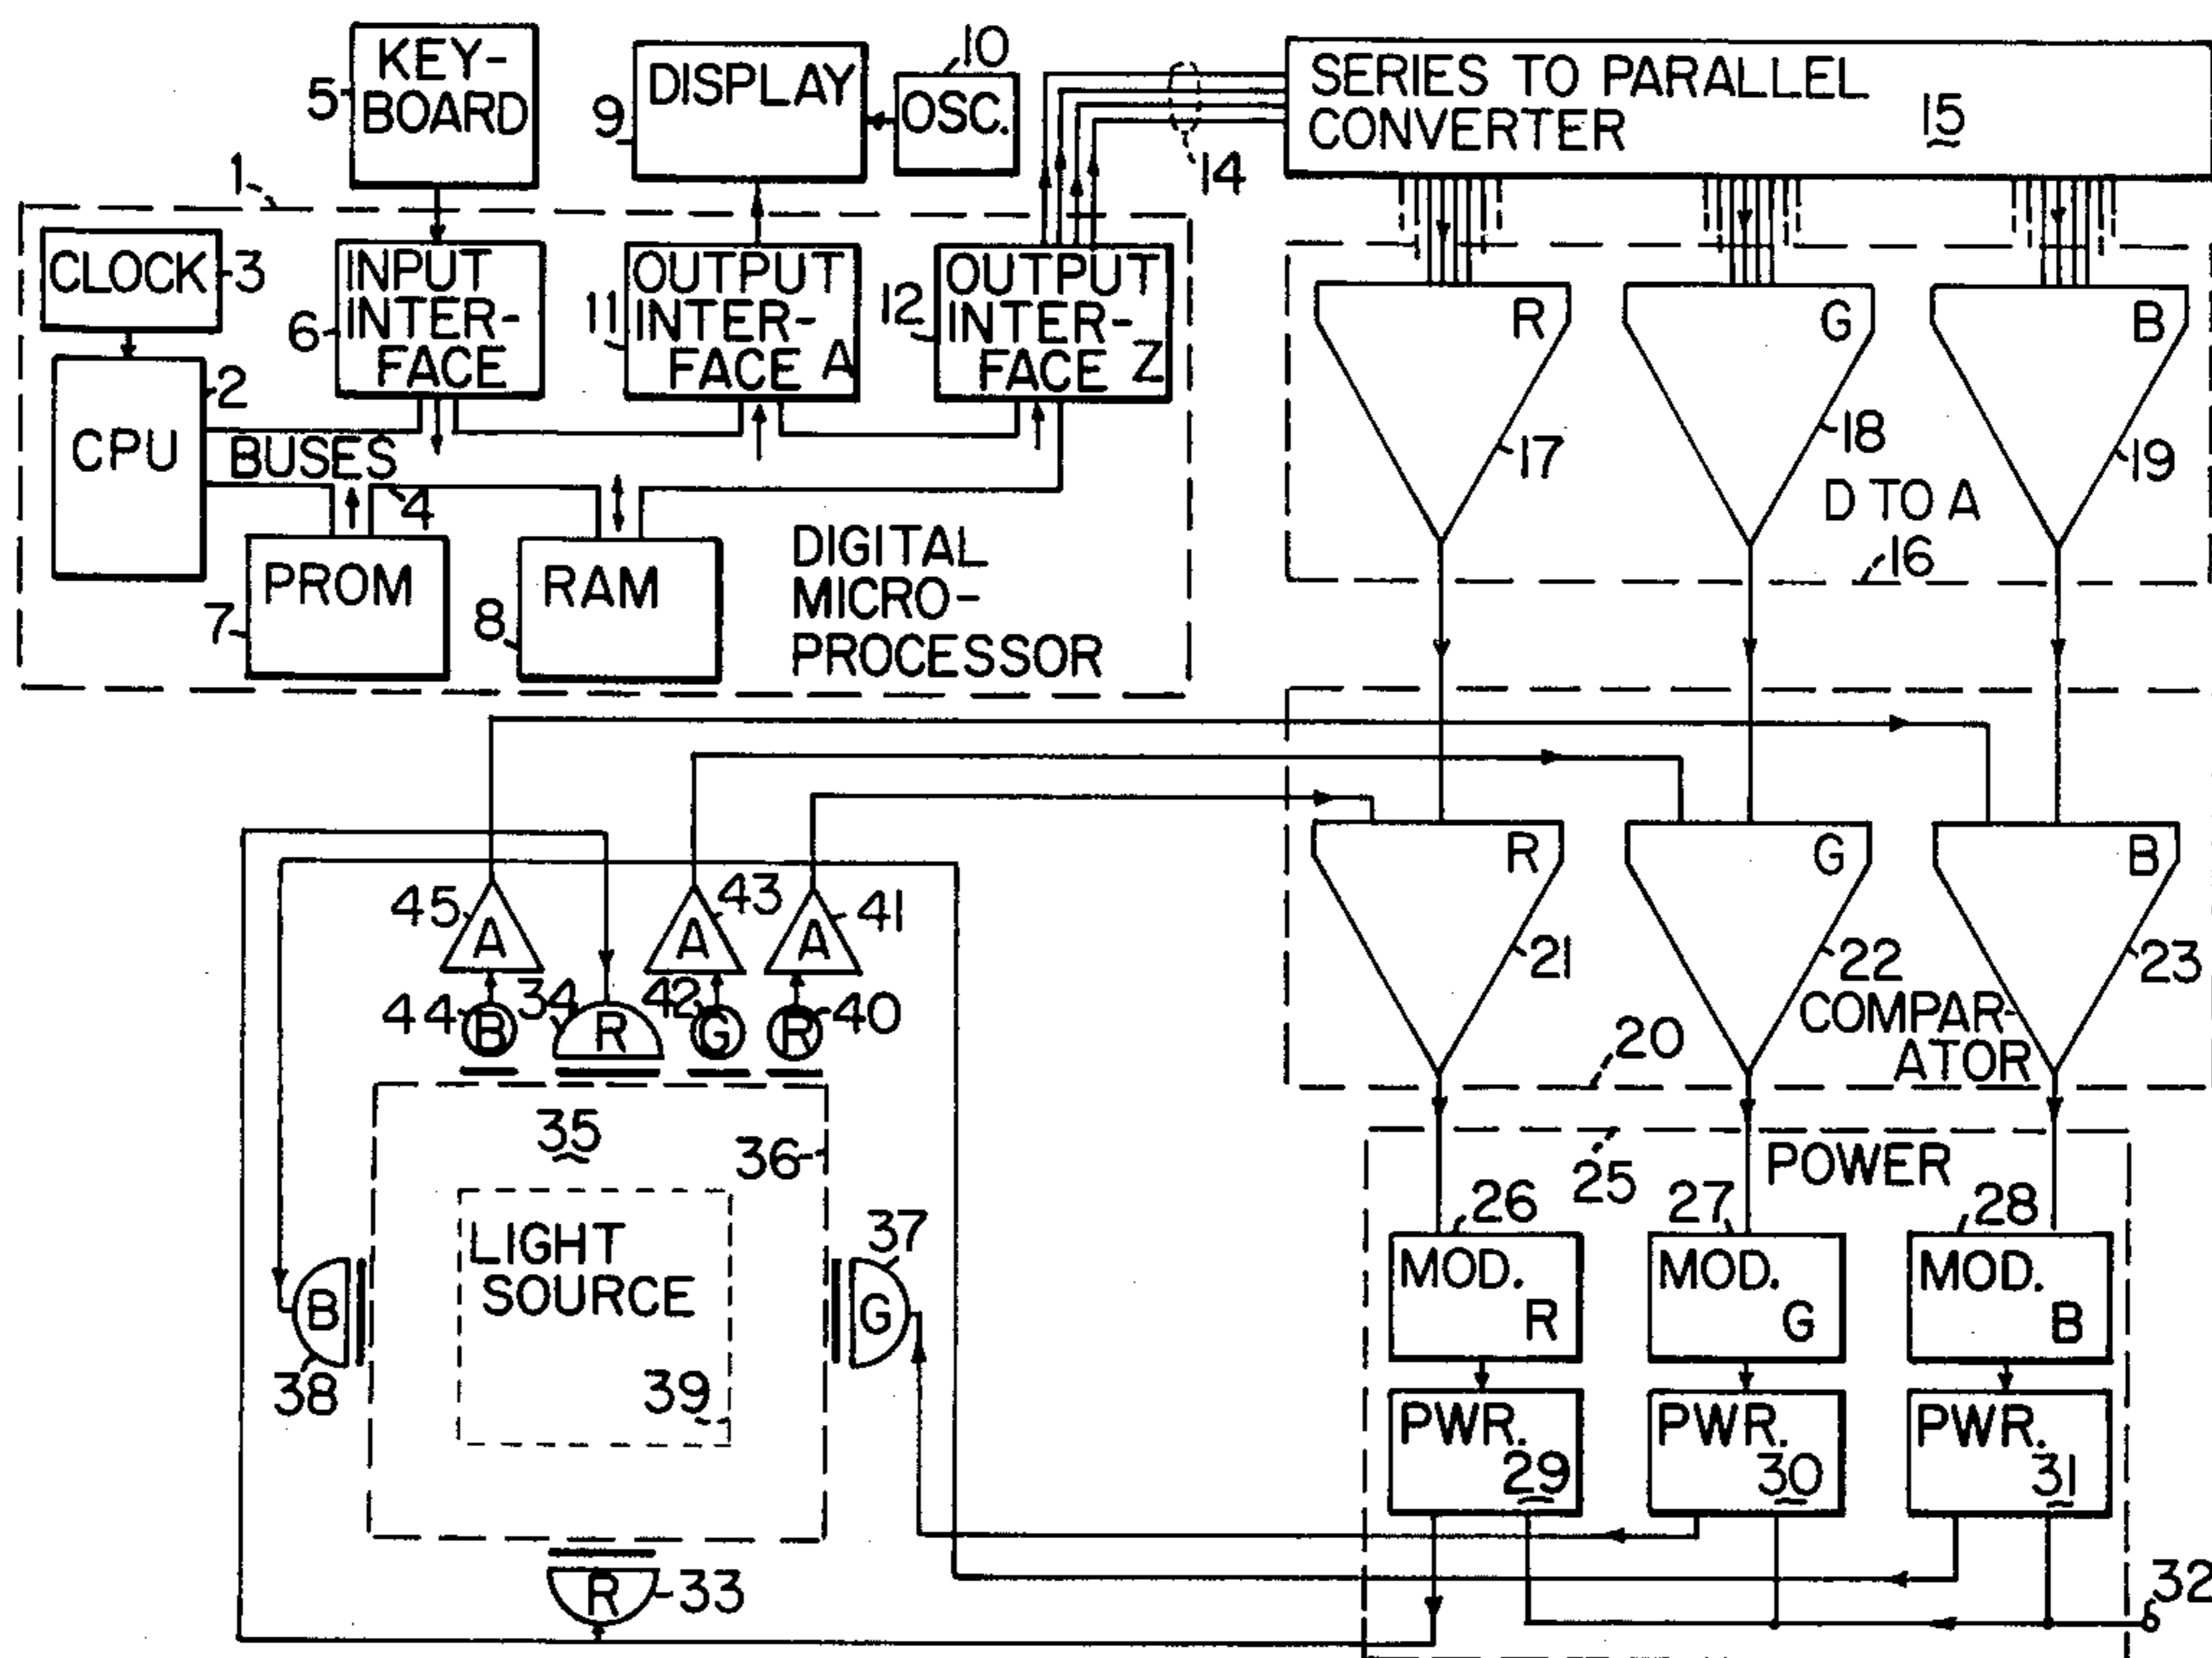 KEY-
BOARD
5
DISPLAY
9
10
OSC.
14
SERIES TO PARALLEL
CONVERTER
15
1
CLOCK
3
INPUT
INTER-
FACE
6
OUTPUT
INTER-
FACE A
11
OUTPUT
INTER-
FACE Z
12
2
CPU
BUSES
4
PROM
7
RAM
8
DIGITAL
MICRO-
PROCESSOR
R
G
B
17
18
19
D TO A
16
R
G
B
21
22
23
COMPAR-
ATOR
20
45
A
43
A
41
A
44
B
34
R
42
G
R
40
35
36
LIGHT
SOURCE
39
B
38
37
G
R
33
25
POWER
26
27
28
MOD.
R
MOD.
G
MOD.
B
PWR.
29
PWR.
30
PWR.
31
32